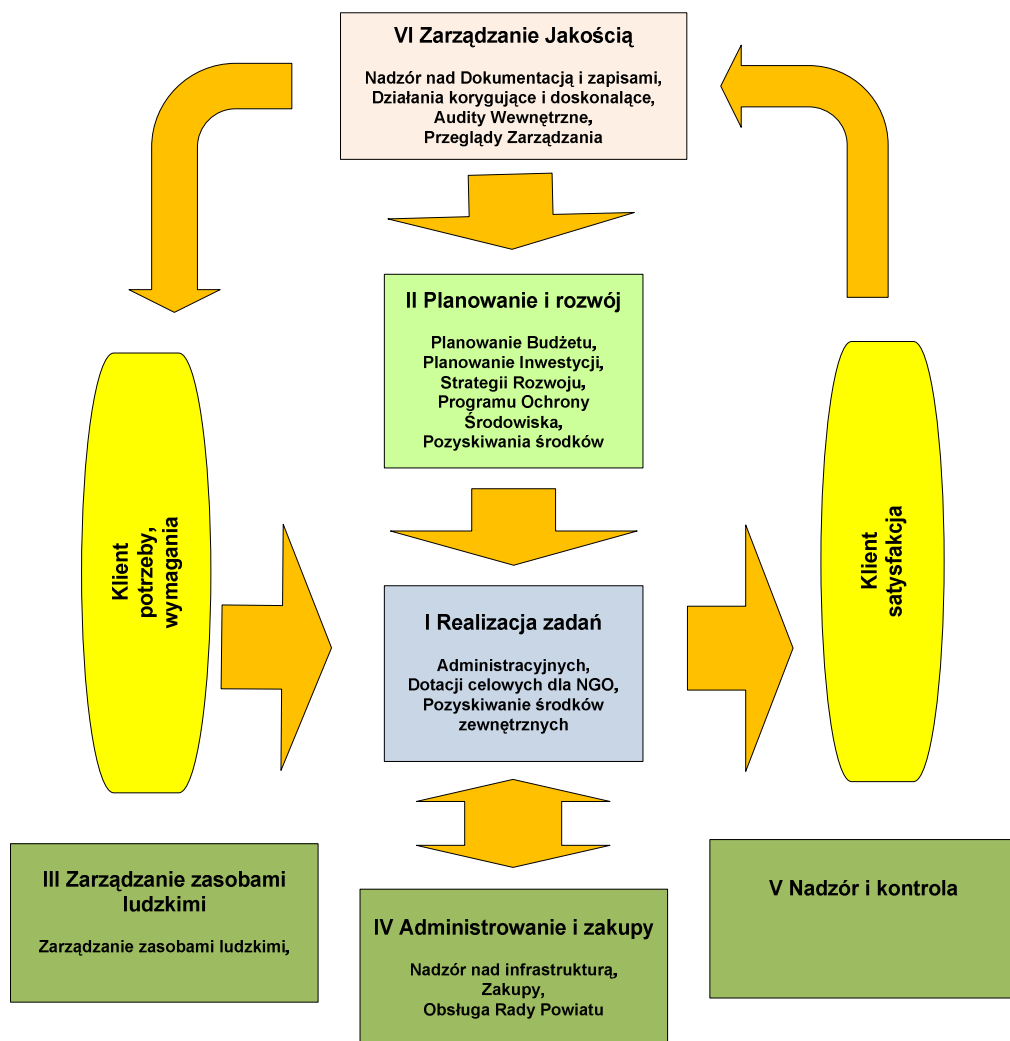 VI Zarządzanie Jakością
Nadzór nad Dokumentacją i zapisami,
Działania korygujące i doskonalące,
Audity Wewnętrzne,
Przeglądy Zarządzania
II Planowanie i rozwój
Planowanie Budżetu,
Planowanie Inwestycji,
Strategii Rozwoju,
Programu Ochrony
Środowiska,
Pozyskiwania środków
Klient
potrzeby,
wymagania
I Realizacja zadań
Administracyjnych,
Dotacji celowych dla NGO,
Pozyskiwanie środków
zewnętrznych
Klient
satysfakcja
III Zarządzanie zasobami
ludzkimi
Zarządzanie zasobami ludzkimi,
IV Administrowanie i zakupy
Nadzór nad infrastrukturą,
Zakupy,
Obsługa Rady Powiatu
V Nadzór i kontrola